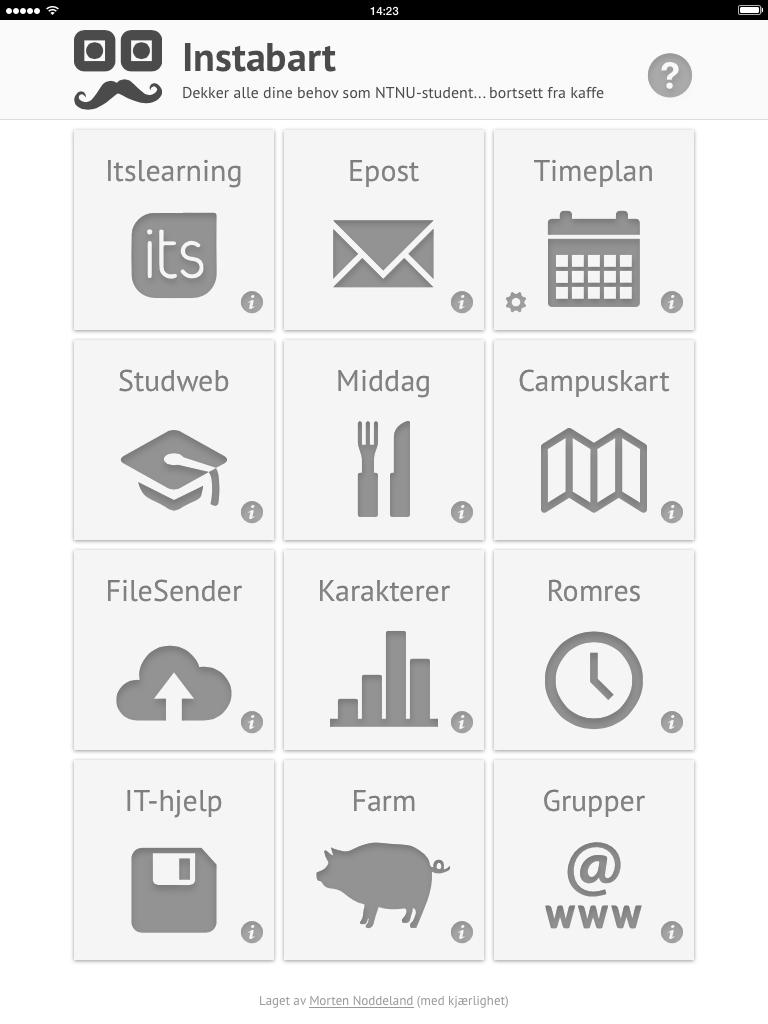 14:23
Instabart
Dekker alle dine behov som NTNU-student... bortsett fra kaffe
?
Itslearning
Epost
Timeplan
its
i
i
i
Studweb
Middag
Campuskart
i
i
i
FileSender
Karakterer
Romres
i
i
i
IT-hjelp
Farm
Grupper
@
www
i
i
i
Laget av Morten Noddeland (med kjærlighet)